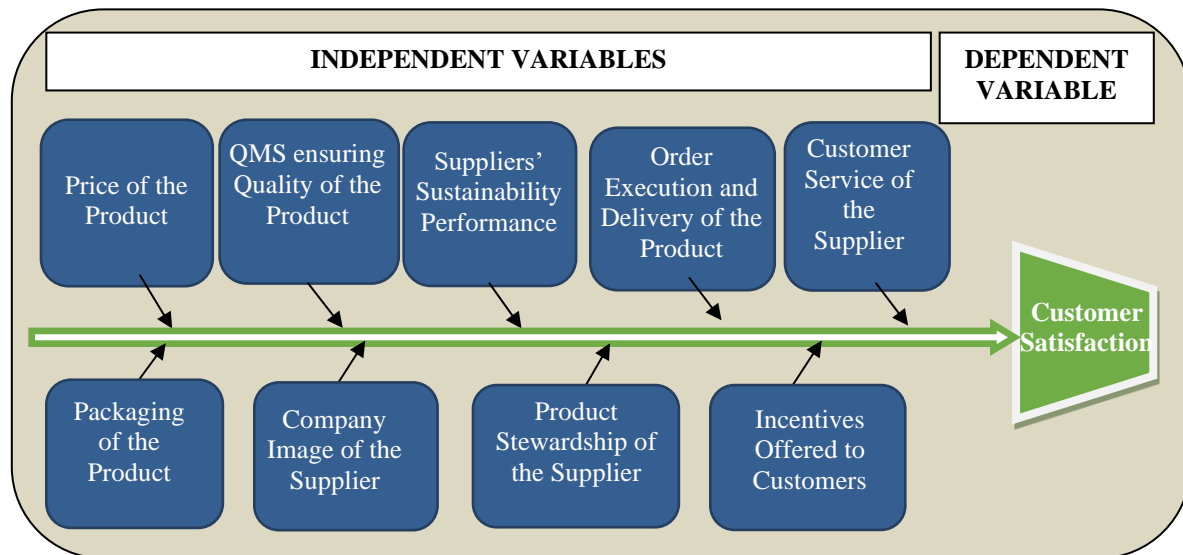 INDEPENDENT VARIABLES
DEPENDENT
VARIABLE
Price of the
Product
QMS ensuring
Quality of the
Product
Suppliers’
Sustainability
Performance
Order
Execution and
Delivery of the
Product
Customer
Service of
the
Supplier
Customer
Satisfaction
Packaging
of the
Product
Company
Image of the
Supplier
Product
Stewardship of
the Supplier
Incentives
Offered to
Customers